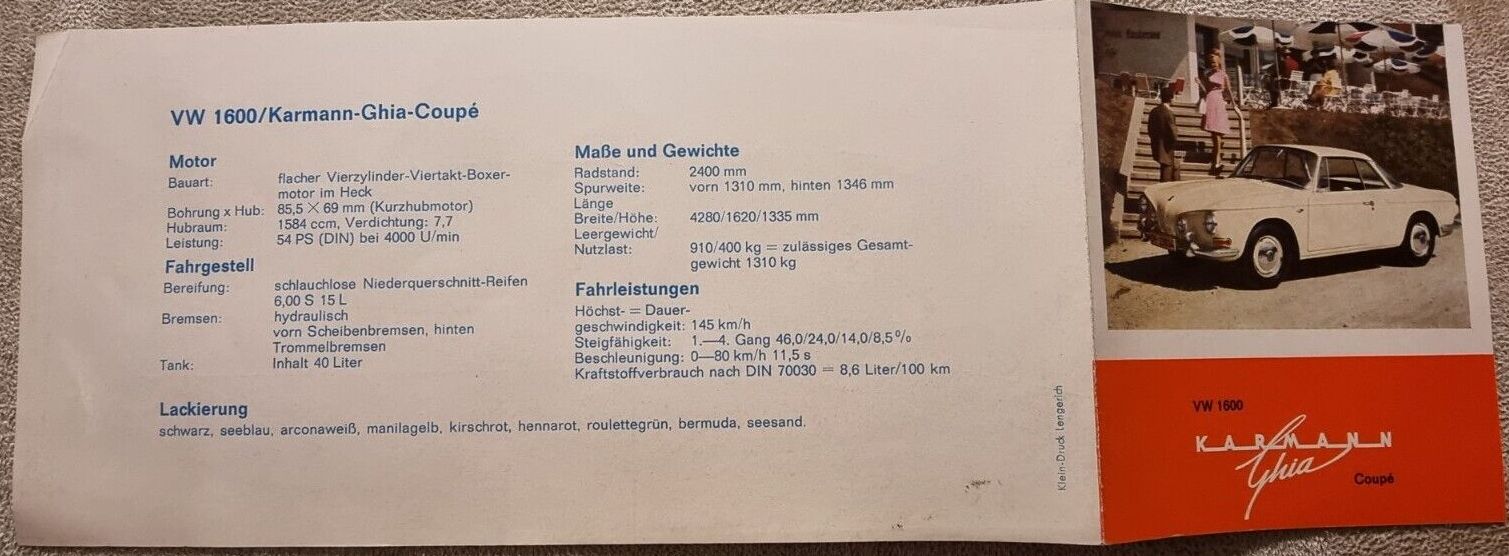 VW 1600/Karmann-Ghia-Coupé
Motor
Bauart: flacher Vierzylinder-Viertakt-Boxer-
motor im Heck
Bohrung x Hub: 85,5 × 69 mm (Kurzhubmotor)
Hubraum: 1584 ccm, Verdichtung: 7,7
Leistung: 54 PS (DIN) bei 4000 U/min
Fahrgestell
Bereifung: schlauchlose Niederquerschnitt-Reifen
6,00 S 15 L
Bremsen: hydraulisch
vorn Scheibenbremsen, hinten
Trommelbremsen
Tank: Inhalt 40 Liter
Maße und Gewichte
Radstand: 2400 mm
Spurweite: vorn 1310 mm, hinten 1346 mm
Länge
Breite/Höhe: 4280/1620/1335 mm
Leergewicht/
Nutzlast: 910/400 kg = zulässiges Gesamt-
gewicht 1310 kg
Fahrleistungen
Höchst- = Dauer-
geschwindigkeit: 145 km/h
Steigfähigkeit: 1.—4. Gang 46,0/24,0/14,0/8,5%
Beschleunigung: 0—80 km/h 11,5 s
Kraftstoffverbrauch nach DIN 70030 = 8,6 Liter/100 km
Lackierung
schwarz, seeblau, arconaweiß, manilagelb, kirschrot, hennarot, roulettegrün, bermuda, seesand.
Klein-Druck Lengerich
VW 1600
KARMANN
Ghia
Coupé